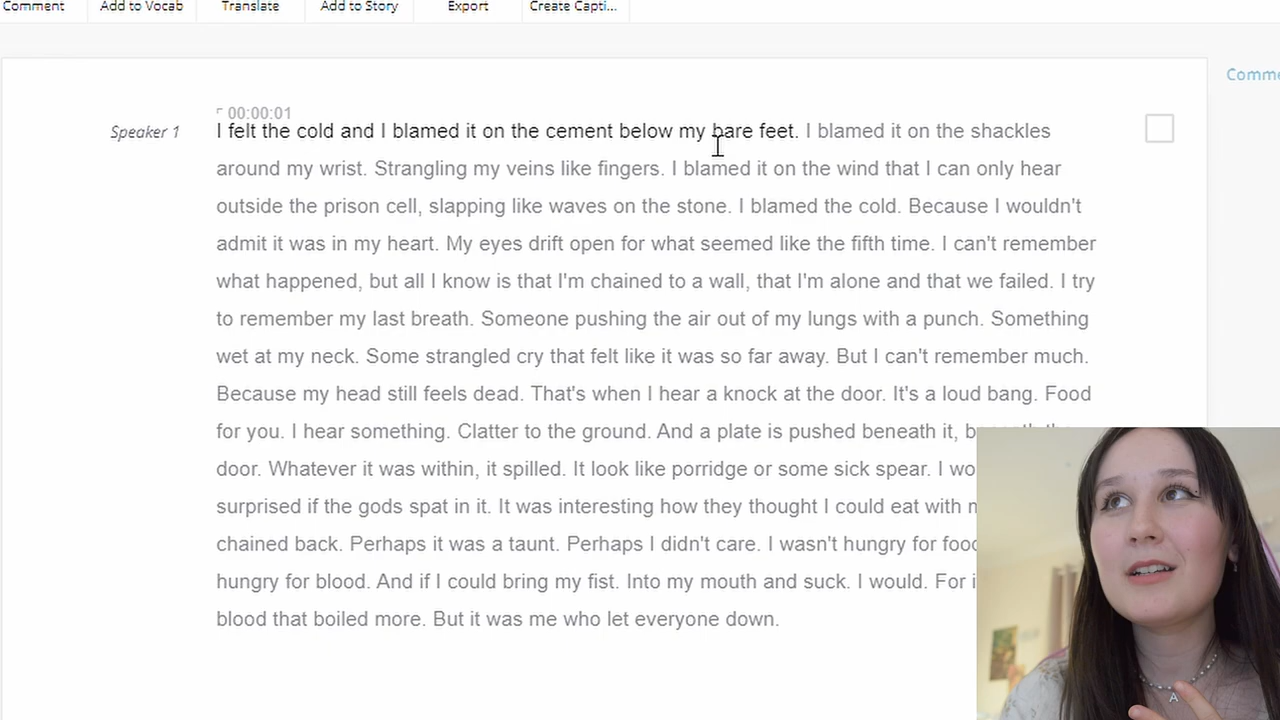 Comment Add to Vocab Translate Add to Story Export Create Capti...
Comme
00:00:01
Speaker 1
I felt the cold and I blamed it on the cement below my bare feet. I blamed it on the shackles
around my wrist. Strangling my veins like fingers. I blamed it on the wind that I can only hear
outside the prison cell, slapping like waves on the stone. I blamed the cold. Because I wouldn't
admit it was in my heart. My eyes drift open for what seemed like the fifth time. I can't remember
what happened, but all I know is that I'm chained to a wall, that I'm alone and that we failed. I try
to remember my last breath. Someone pushing the air out of my lungs with a punch. Something
wet at my neck. Some strangled cry that felt like it was so far away. But I can't remember much.
Because my head still feels dead. That's when I hear a knock at the door. It's a loud bang. Food
for you. I hear something. Clatter to the ground. And a plate is pushed beneath it,
door. Whatever it was within, it spilled. It look like porridge or some sick spear. I
surprised if the gods spat in it. It was interesting how they thought I could eat with
chained back. Perhaps it was a taunt. Perhaps I didn't care. I wasn't hungry for
hungry for blood. And if I could bring my fist. Into my mouth and suck. I would. For
blood that boiled more. But it was me who let everyone down.
A